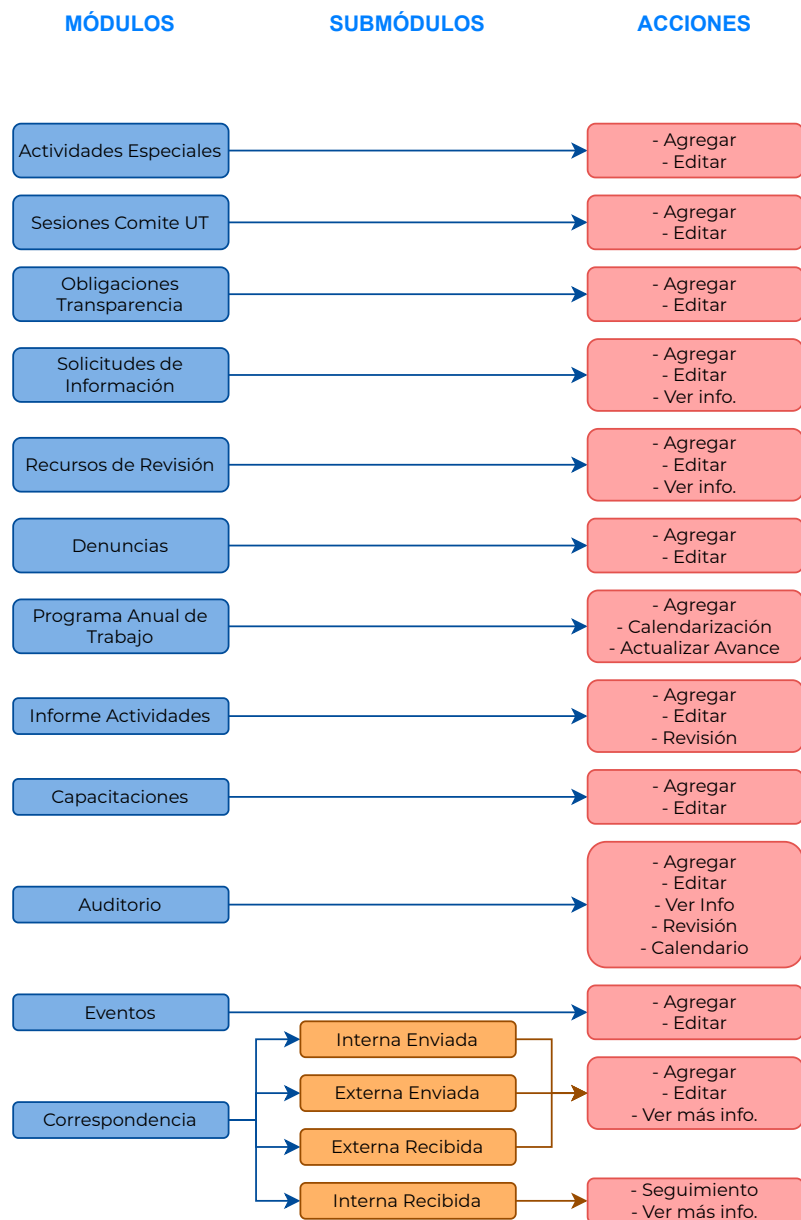 MÓDULOS
SUBMÓDULOS
ACCIONES
Actividades Especiales
- Agregar
- Editar
Sesiones Comite UT
- Agregar
- Editar
Obligaciones
Transparencia
- Agregar
- Editar
Solicitudes de
Información
- Agregar
- Editar
- Ver info.
Recursos de Revisión
- Agregar
- Editar
- Ver info.
Denuncias
- Agregar
- Editar
Programa Anual de
Trabajo
- Agregar
- Calendarización
- Actualizar Avance
Informe Actividades
- Agregar
- Editar
- Revisión
Capacitaciones
- Agregar
- Editar
Auditorio
- Agregar
- Editar
- Ver Info
- Revisión
- Calendario
Eventos
- Agregar
- Editar
Correspondencia
Interna Enviada
Externa Enviada
Externa Recibida
- Agregar
- Editar
- Ver más info.
Interna Recibida
- Seguimiento
- Ver más info.